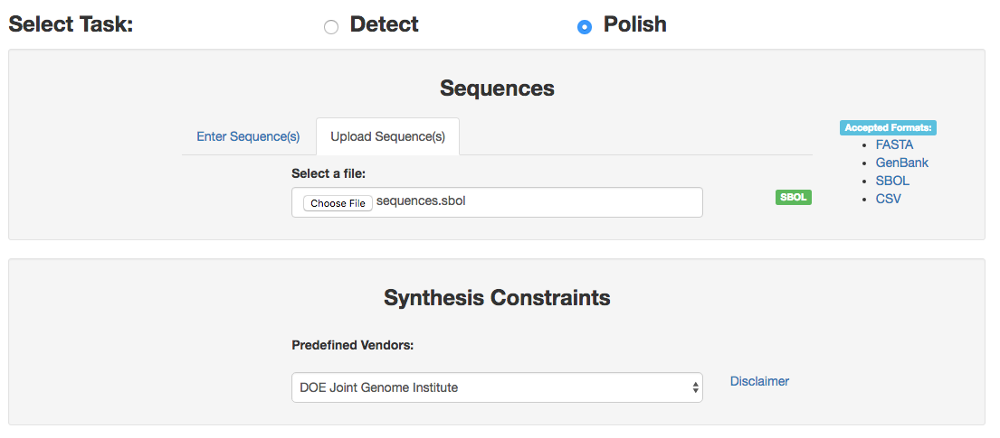 Select Task: Detect Polish
Sequences
Enter Sequence(s) Upload Sequence(s)
Select a file:
Choose File sequences.sbol
SBOL
Accepted Formats:
FASTA
GenBank
SBOL
CSV
Synthesis Constraints
Predefined Vendors:
DOE Joint Genome Institute
Disclaimer